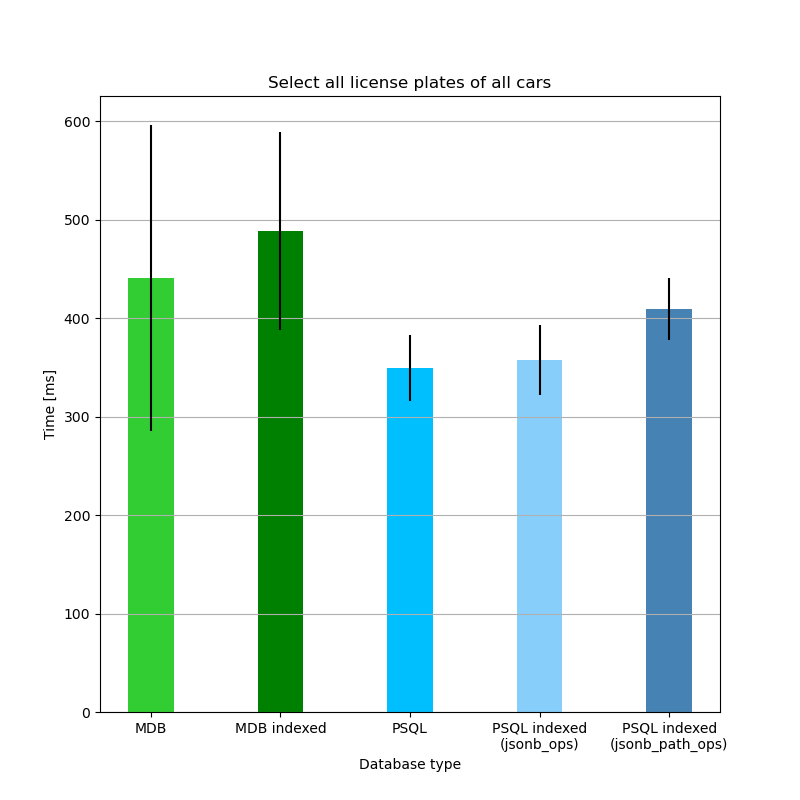 Select all license plates of all cars
Time [ms]
600
500
400
300
200
100
0
MDB
MDB indexed
PSQL
PSQL indexed
(jsonb_ops)
PSQL indexed
(jsonb_path_ops)
Database type